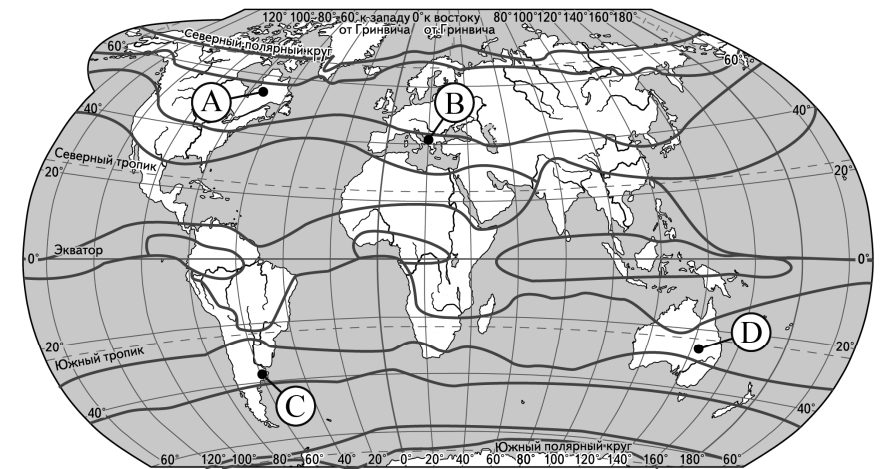 120° 100° 80° 60° к западу 0° к востоку 80° 100° 120° 140° 160° 180°
от Гринвича от Гринвича
Северный полярный круг
60° 60°
A B
40° 40°
Северный тропик
20° 20°
Экватор
0° 0°
D
20° 20°
Южный тропик
C
40° 40°
Южный полярный круг
60° 120° 100° 80° 60° 40° 20° 0° 20° 40° 60° 80° 100° 120° 140° 160° 180° 60°